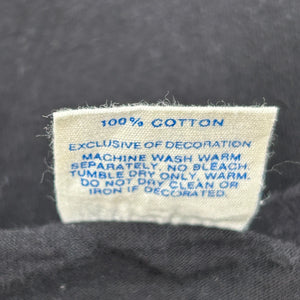 100% COTTON
EXCLUSIVE OF DECORATION
MACHINE WASH WARM
SEPARATELY. NO BLEACH.
TUMBLE DRY ONLY, WARM.
DO NOT DRY CLEAN OR
IRON IF DECORATED.